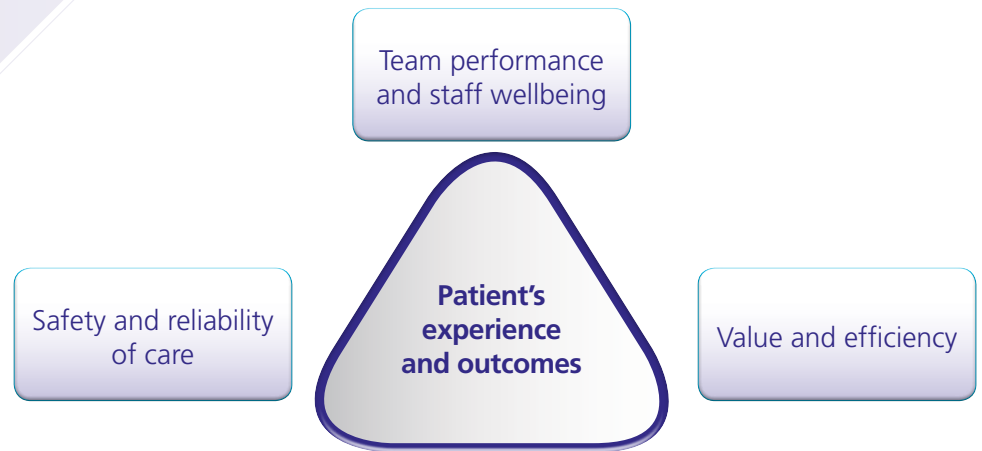 Team performance
and staff wellbeing
Safety and reliability
of care
Patient’s
experience
and outcomes
Value and efficiency